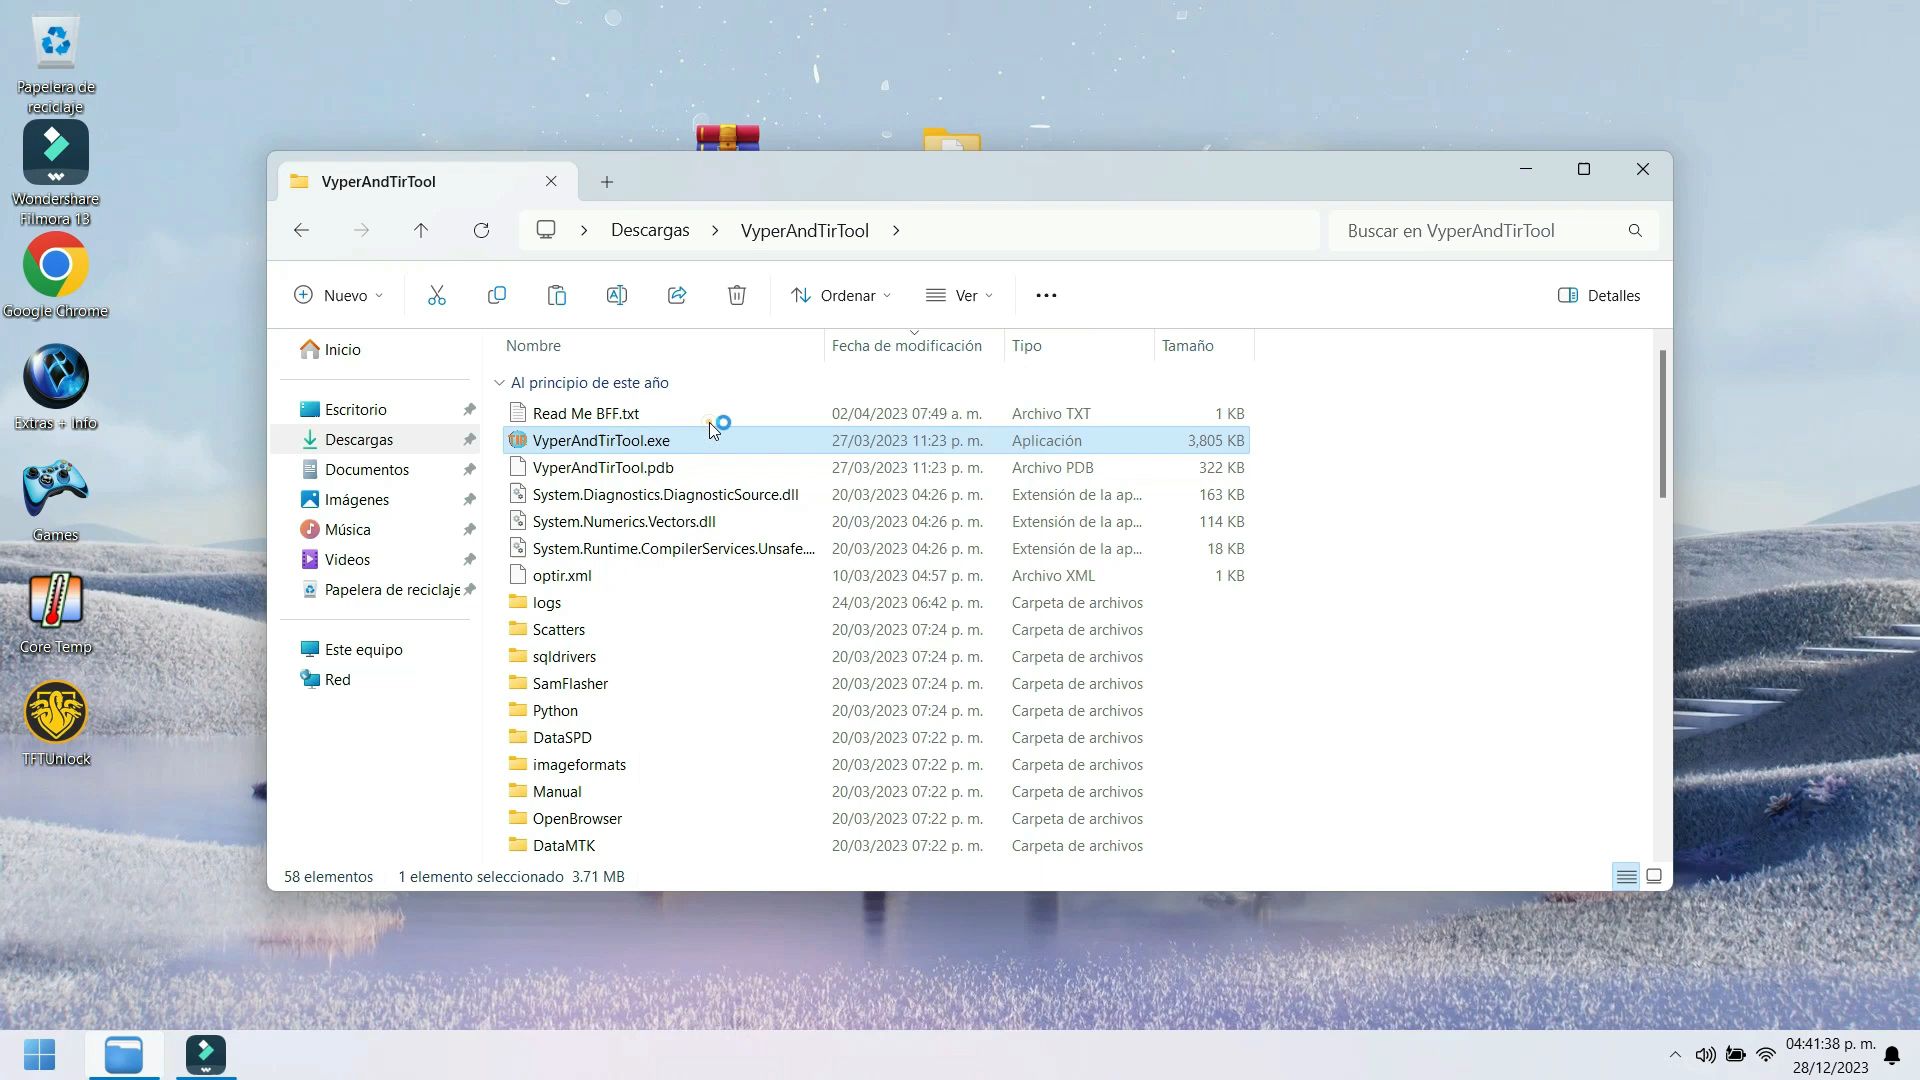 Papelera de
reciclaje
Wondershare
Filmora 13
Google Chrome
Extras + Info
Games
Core Temp
TFTUnlock
VyperAndTirTool
Descargas
VyperAndTirTool
Buscar en VyperAndTirTool
Nuevo
Ordenar
Ver
Detalles
Inicio
Escritorio
Descargas
Documentos
Imágenes
Música
Videos
Papelera de reciclaje
Este equipo
Red
Nombre Fecha de modificación Tipo Tamaño
Al principio de este año
Read Me BFF.txt 02/04/2023 07:49 a. m. Archivo TXT 1 KB
VyperAndTirTool.exe 27/03/2023 11:23 p. m. Aplicación 3,805 KB
VyperAndTirTool.pdb 27/03/2023 11:23 p. m. Archivo PDB 322 KB
System.Diagnostics.DiagnosticSource.dll 20/03/2023 04:26 p. m. Extensión de la ap... 163 KB
System.Numerics.Vectors.dll 20/03/2023 04:26 p. m. Extensión de la ap... 114 KB
System.Runtime.CompilerServices.Unsafe.... 20/03/2023 04:26 p. m. Extensión de la ap... 18 KB
optir.xml 10/03/2023 04:57 p. m. Archivo XML 1 KB
logs 24/03/2023 06:42 p. m. Carpeta de archivos
Scatters 20/03/2023 07:24 p. m. Carpeta de archivos
sqldrivers 20/03/2023 07:24 p. m. Carpeta de archivos
SamFlasher 20/03/2023 07:24 p. m. Carpeta de archivos
Python 20/03/2023 07:24 p. m. Carpeta de archivos
DataSPD 20/03/2023 07:22 p. m. Carpeta de archivos
imageformats 20/03/2023 07:22 p. m. Carpeta de archivos
Manual 20/03/2023 07:22 p. m. Carpeta de archivos
OpenBrowser 20/03/2023 07:22 p. m. Carpeta de archivos
DataMTK 20/03/2023 07:22 p. m. Carpeta de archivos
58 elementos 1 elemento seleccionado 3.71 MB
04:41:38 p. m.
28/12/2023